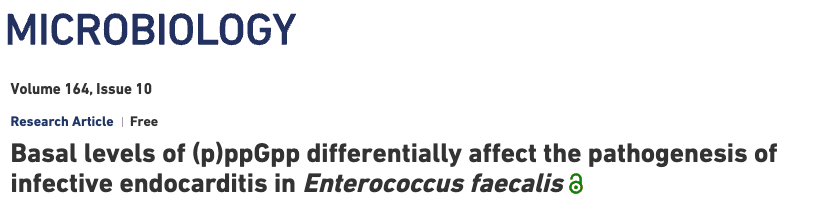 MICROBIOLOGY
Volume 164, Issue 10
Research Article | Free
Basal levels of (p)ppGpp differentially affect the pathogenesis of
infective endocarditis in Enterococcus faecalis